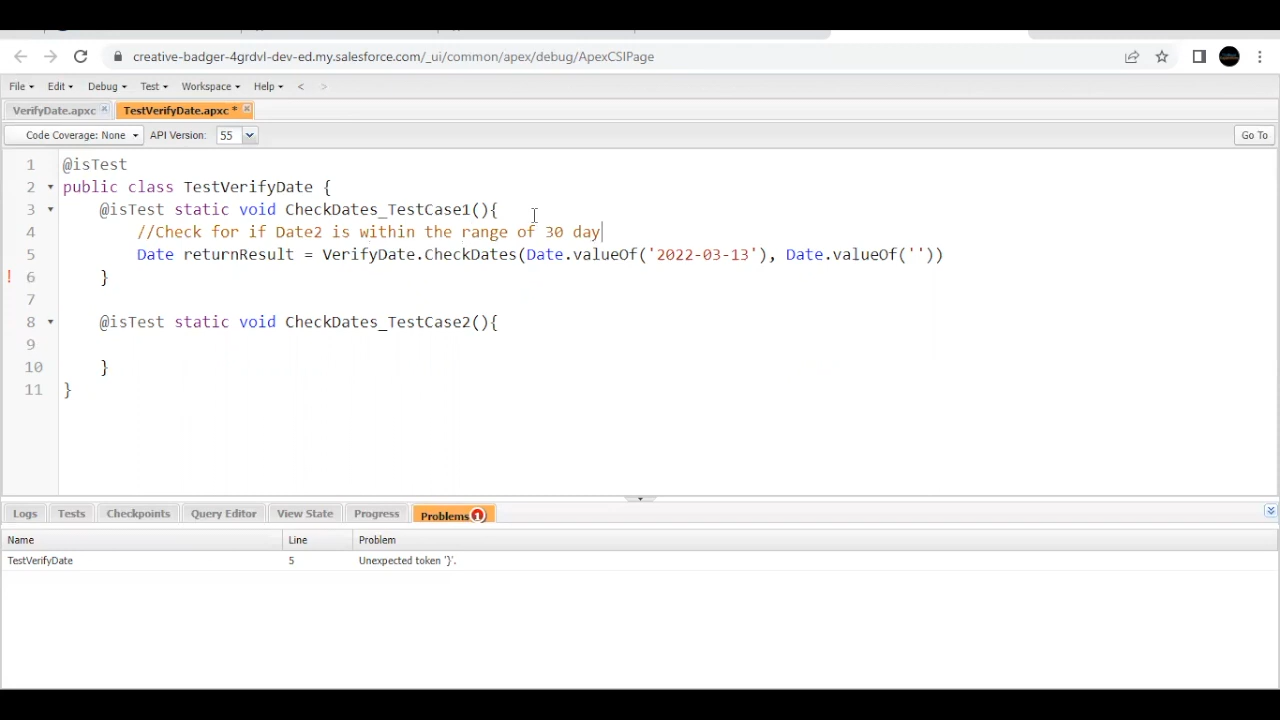 creative-badger-4grdvl-dev-ed.my.salesforce.com/_ui/common/apex/debug/ApexCSIPage
File Edit Debug Test Workspace Help < >
VerifyDate.apxc TestVerifyDate.apxc *
Code Coverage: None API Version: 55 Go To
1 @isTest
2 public class TestVerifyDate {
3 @isTest static void CheckDates_TestCase1(){
4 //Check for if Date2 is within the range of 30 day
5 Date returnResult = VerifyDate.CheckDates(Date.valueOf('2022-03-13'), Date.valueOf(''))
! 6 }
7
8 @isTest static void CheckDates_TestCase2(){
9
10 }
11 }
Logs Tests Checkpoints Query Editor View State Progress Problems 1
Name Line Problem
TestVerifyDate 5 Unexpected token '}'.